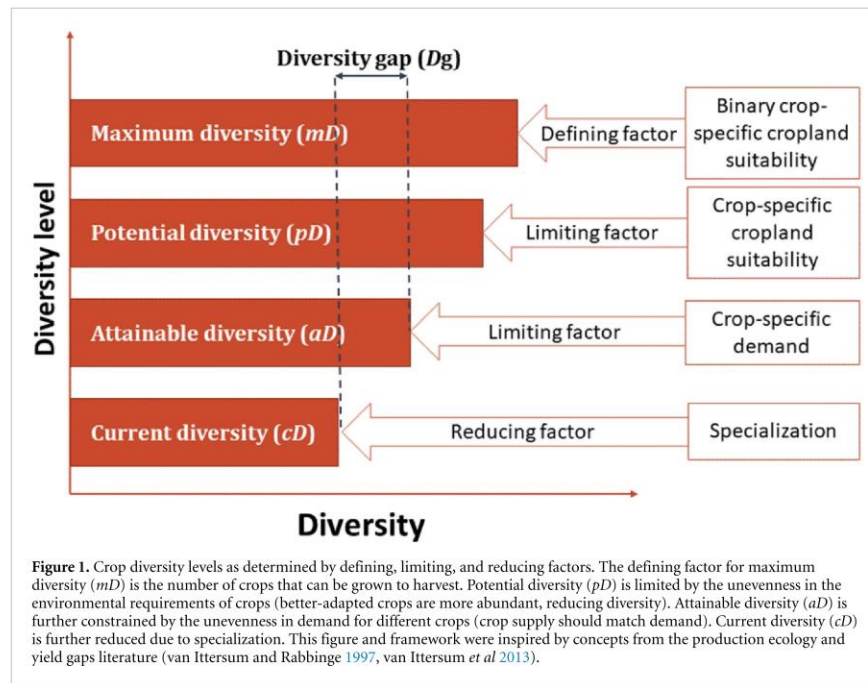 Diversity gap (Dg)
Maximum diversity (mD)
Defining factor
Binary crop-
specific cropland
suitability
Potential diversity (pD)
Limiting factor
Crop-specific
cropland
suitability
Attainable diversity (aD)
Limiting factor
Crop-specific
demand
Current diversity (cD)
Reducing factor
Specialization
Diversity level
Diversity
Figure 1. Crop diversity levels as determined by defining, limiting, and reducing factors. The defining factor for maximum
diversity (mD) is the number of crops that can be grown to harvest. Potential diversity (pD) is limited by the unevenness in the
environmental requirements of crops (better-adapted crops are more abundant, reducing diversity). Attainable diversity (aD) is
further constrained by the unevenness in demand for different crops (crop supply should match demand). Current diversity (cD)
is further reduced due to specialization. This figure and framework were inspired by concepts from the production ecology and
yield gaps literature (van Ittersum and Rabbinge 1997, van Ittersum et al 2013).